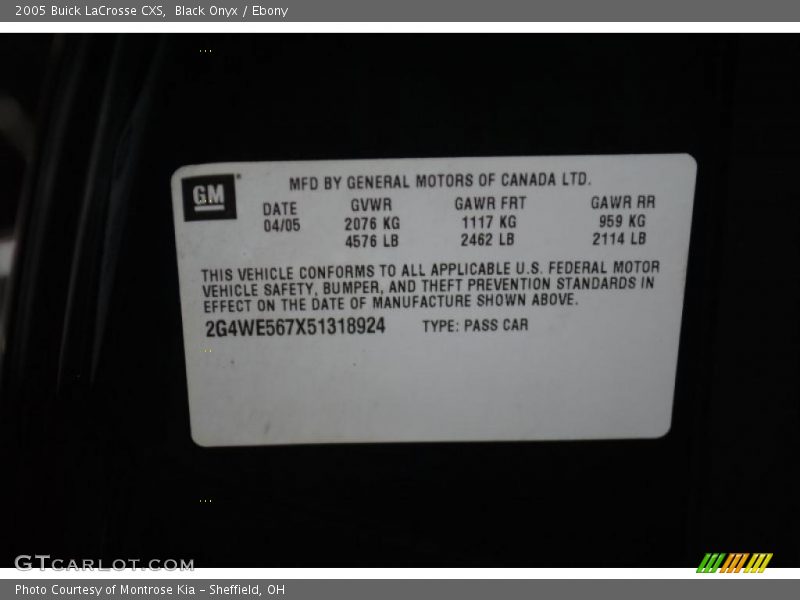 2005 Buick LaCrosse CXS, Black Onyx / Ebony
GM ®
MFD BY GENERAL MOTORS OF CANADA LTD.
DATE GVWR GAWR FRT GAWR RR
04/05 2076 KG 1117 KG 959 KG
4576 LB 2462 LB 2114 LB
THIS VEHICLE CONFORMS TO ALL APPLICABLE U.S. FEDERAL MOTOR
VEHICLE SAFETY, BUMPER, AND THEFT PREVENTION STANDARDS IN
EFFECT ON THE DATE OF MANUFACTURE SHOWN ABOVE.
2G4WE567X51318924 TYPE: PASS CAR
GTCARLOT.COM
Photo Courtesy of Montrose Kia - Sheffield, OH